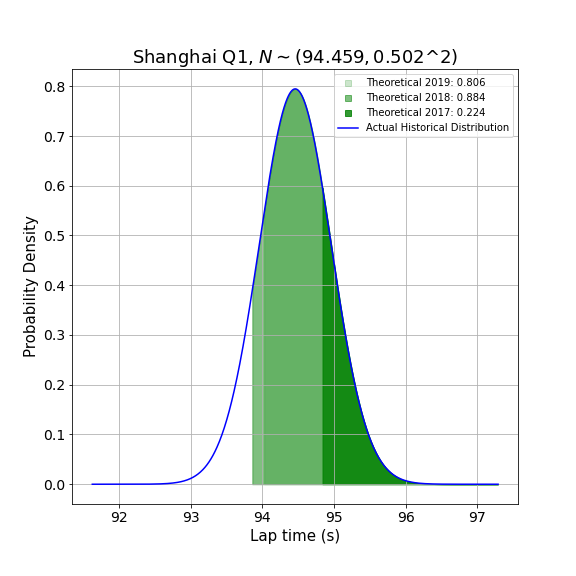 Shanghai Q1, N ~ (94.459, 0.502^2)
Theoretical 2019: 0.806
Theoretical 2018: 0.884
Theoretical 2017: 0.224
Actual Historical Distribution
Probability Density
0.8
0.7
0.6
0.5
0.4
0.3
0.2
0.1
0.0
92 93 94 95 96 97
Lap time (s)